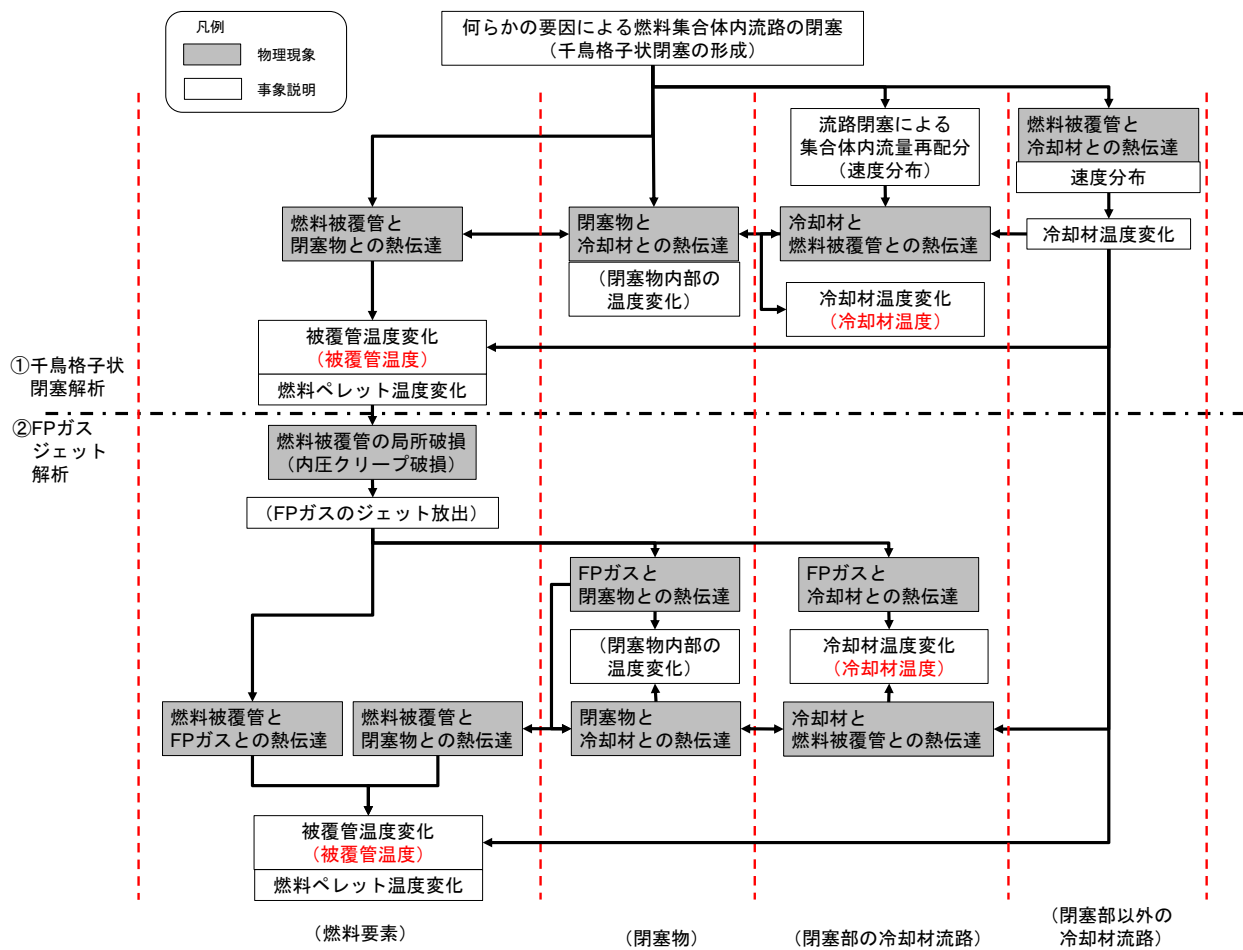 凡例
物理現象
事象説明
何らかの要因による燃料集合体内流路の閉塞
（千鳥格子状閉塞の形成）
流路閉塞による
集合体内流量再配分
（速度分布）
燃料被覆管と
冷却材との熱伝達
速度分布
燃料被覆管と
閉塞物との熱伝達
閉塞物と
冷却材との熱伝達
（閉塞物内部の
温度変化）
冷却材と
燃料被覆管との熱伝達
冷却材温度変化
冷却材温度変化
（冷却材温度）
被覆管温度変化
（被覆管温度）
燃料ペレット温度変化
①千鳥格子状
閉塞解析
②FPガス
ジェット
解析
燃料被覆管の局所破損
（内圧クリープ破損）
（FPガスのジェット放出）
FPガスと
閉塞物との熱伝達
FPガスと
冷却材との熱伝達
（閉塞物内部の
温度変化）
冷却材温度変化
（冷却材温度）
燃料被覆管と
FPガスとの熱伝達
燃料被覆管と
閉塞物との熱伝達
閉塞物と
冷却材との熱伝達
冷却材と
燃料被覆管との熱伝達
被覆管温度変化
（被覆管温度）
燃料ペレット温度変化
（燃料要素）
（閉塞物）
（閉塞部の冷却材流路）
（閉塞部以外の
冷却材流路）